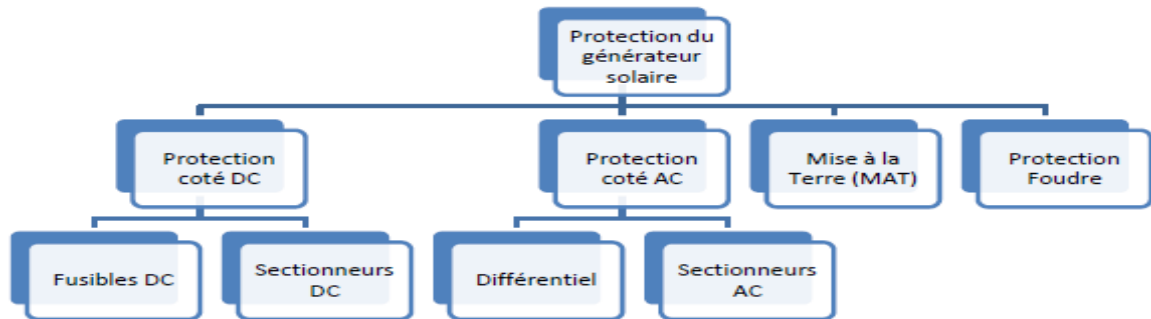 Protection du
générateur
solaire
Protection
coté DC
Protection
coté AC
Mise à la
Terre (MAT)
Protection
Foudre
Fusibles DC
Sectionneurs
DC
Différentiel
Sectionneurs
AC